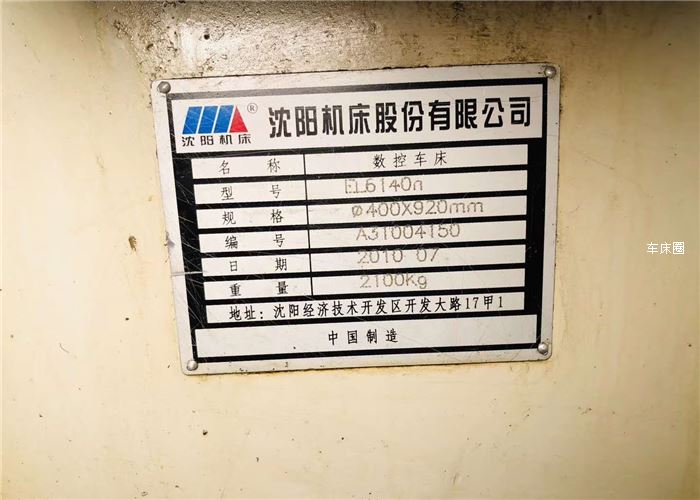 沈阳机床
®
沈阳机床股份有限公司
名 称 数控车床
型 号 EL6140n
规 格 ø400X920mm
编 号 A31004150
日 期 2010 07
重 量 2100Kg
地址: 沈阳经济技术开发区开发大路17甲1
中国制造
车床圈